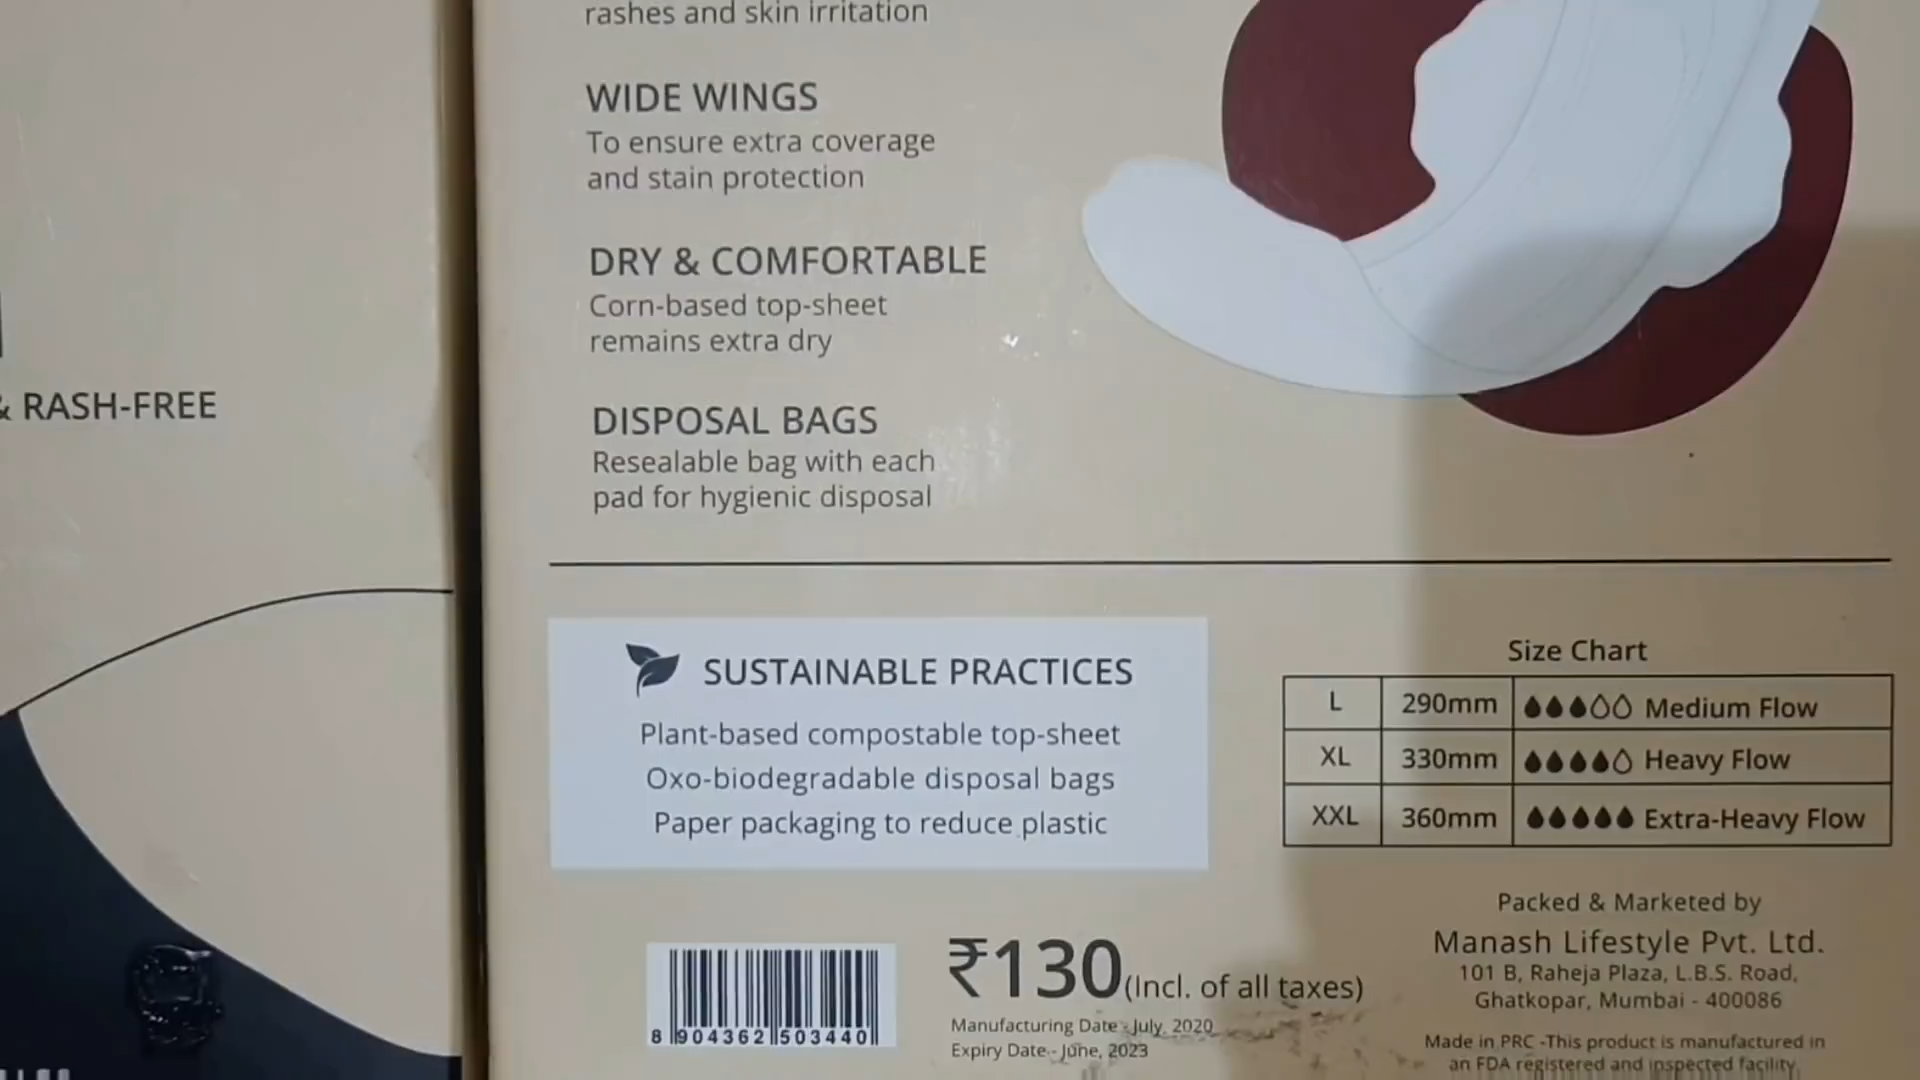 rashes and skin irritation
WIDE WINGS
To ensure extra coverage
and stain protection
DRY & COMFORTABLE
Corn-based top-sheet
remains extra dry
& RASH-FREE
DISPOSAL BAGS
Resealable bag with each
pad for hygienic disposal
SUSTAINABLE PRACTICES
Plant-based compostable top-sheet
Oxo-biodegradable disposal bags
Paper packaging to reduce plastic
Size Chart
L 290mm Medium Flow
XL 330mm Heavy Flow
XXL 360mm Extra-Heavy Flow
8 904362 503440
₹130 (Incl. of all taxes)
Manufacturing Date - July, 2020
Expiry Date - June, 2023
Packed & Marketed by
Manash Lifestyle Pvt. Ltd.
101 B, Raheja Plaza, L.B.S. Road,
Ghatkopar, Mumbai - 400086
Made in PRC -This product is manufactured in
an FDA registered and inspected facility